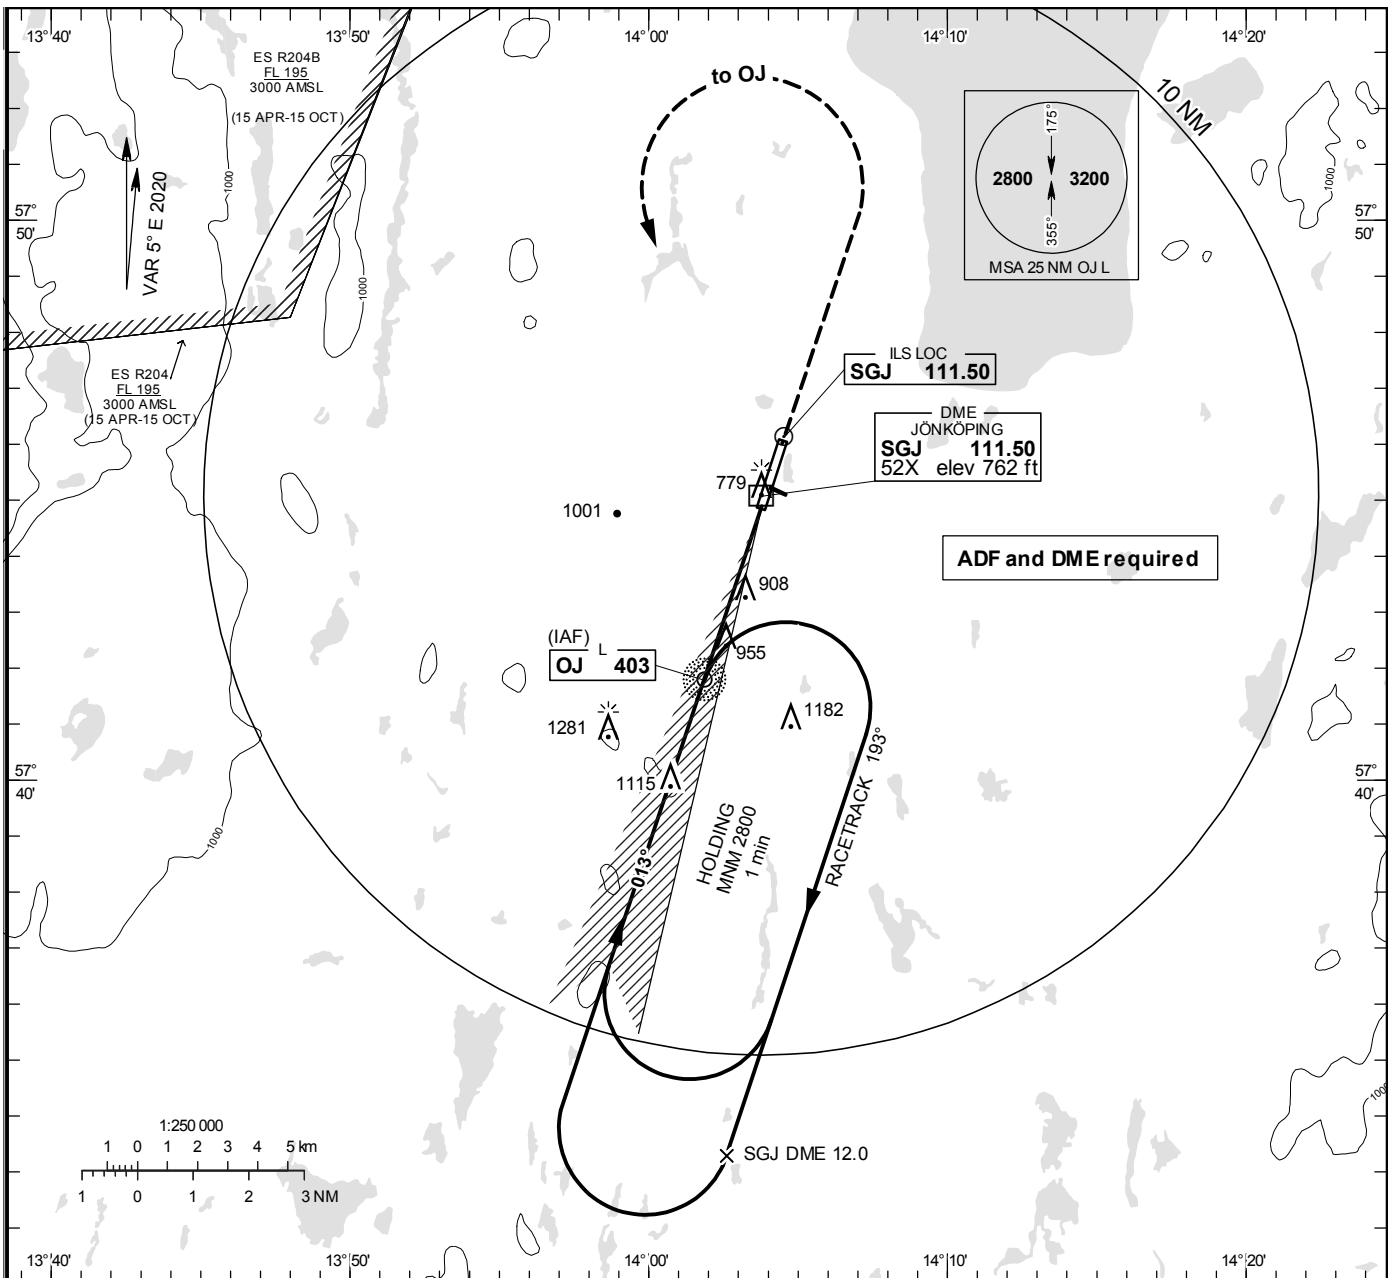 13°40'
13°50'
14°00'
14°10'
14°20'
ES R204B
FL 195
3000 AMSL
(15 APR-15 OCT)
to OJ
10 NM
175°
2800 3200
355°
MSA 25 NM OJ L
1000
1000
1000
VAR 5° E 2020
57°
50'
57°
50'
ES R204
FL 195
3000 AMSL
(15 APR-15 OCT)
ILS LOC
SGJ 111.50
DME
JÖNKÖPING
SGJ 111.50
52X elev 762 ft
779
1001
ADF and DME required
908
(IAF)
L
OJ 403
955
1281
1182
1115
57°
40'
57°
40'
RACETRACK 193°
HOLDING
MNM 2800
1 min
013°
1000
1000
SGJ DME 12.0
1:250 000
1 0 1 2 3 4 5 km
1 0 1 2 3 NM
13°40'
13°50'
14°00'
14°10'
14°20'